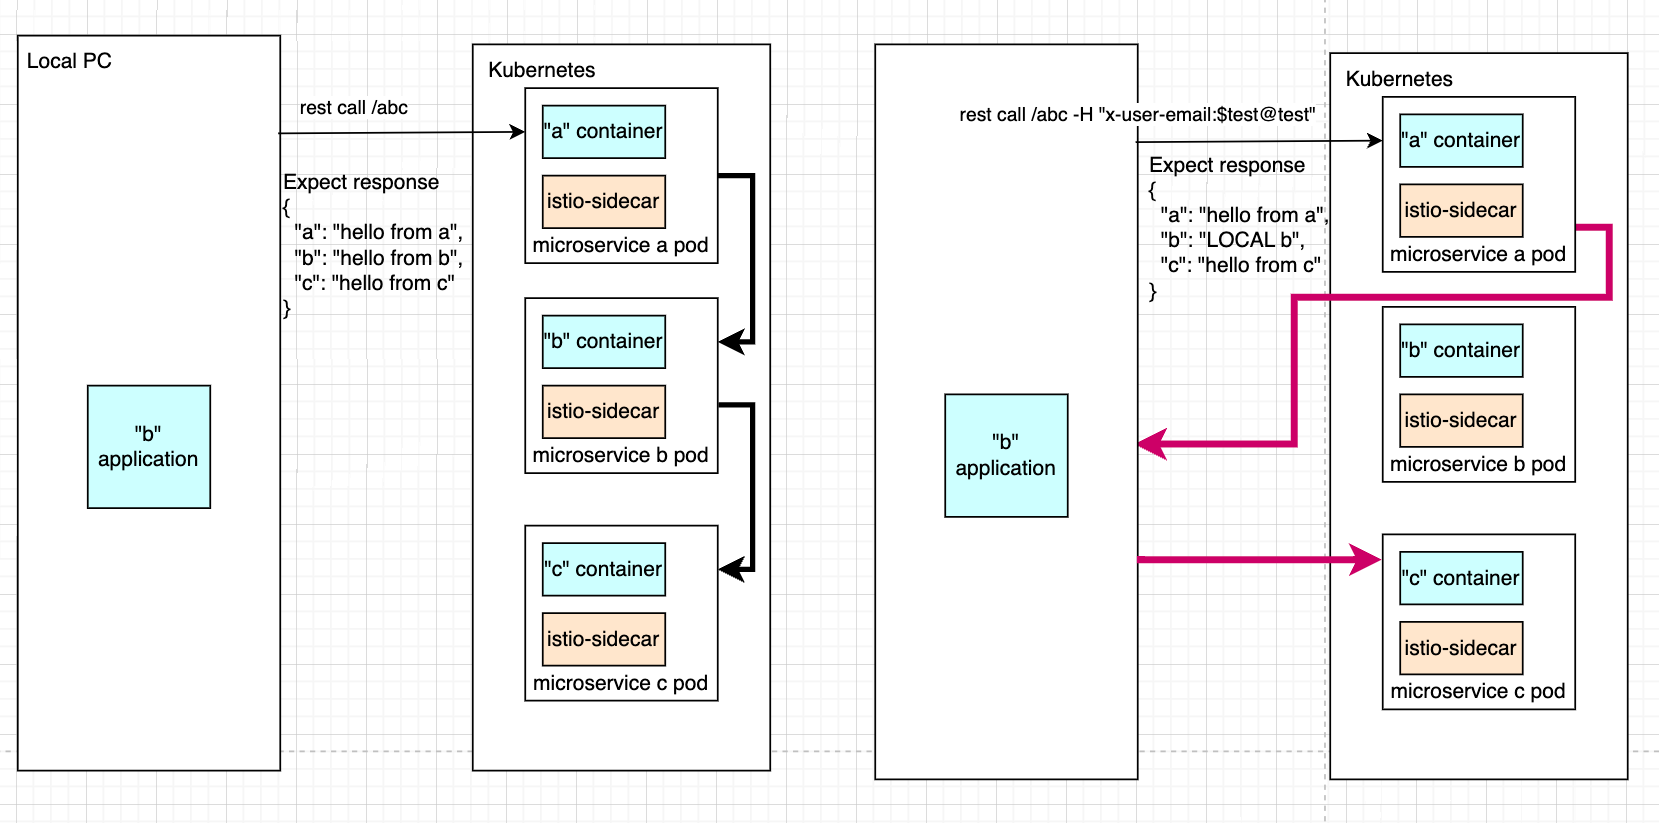 Local PC
rest call /abc
Expect response
{
"a": "hello from a",
"b": "hello from b",
"c": "hello from c"
}
"b"
application
Kubernetes
"a" container
istio-sidecar
microservice a pod
"b" container
istio-sidecar
microservice b pod
"c" container
istio-sidecar
microservice c pod
rest call /abc -H "x-user-email:$test@test"
Expect response
{
"a": "hello from a",
"b": "LOCAL b",
"c": "hello from c"
}
"b"
application
Kubernetes
"a" container
istio-sidecar
microservice a pod
"b" container
istio-sidecar
microservice b pod
"c" container
istio-sidecar
microservice c pod